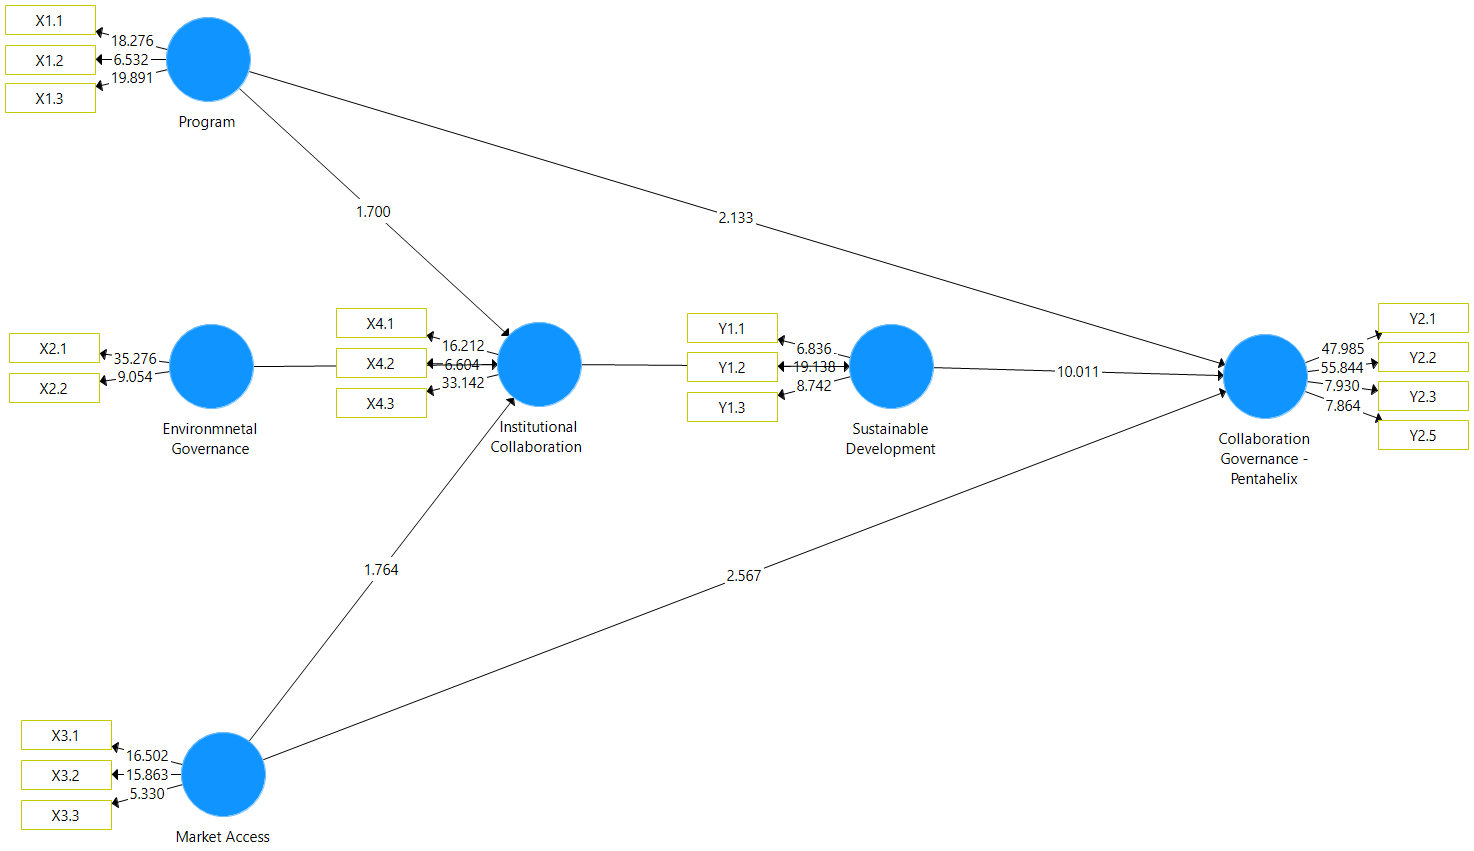 X1.1
18.276
X1.2
6.532
X1.3
19.891
Program
1.700
2.133
X2.1
35.276
X2.2
9.054
Environmnetal
Governance
X4.1
16.212
X4.2
6.604
X4.3
33.142
Institutional
Collaboration
Y1.1
6.836
Y1.2
19.138
Y1.3
8.742
Sustainable
Development
10.011
Y2.1
47.985
Y2.2
55.844
Y2.3
7.930
Y2.5
7.864
Collaboration
Governance -
Pentahelix
1.764
2.567
X3.1
16.502
X3.2
15.863
X3.3
5.330
Market Access